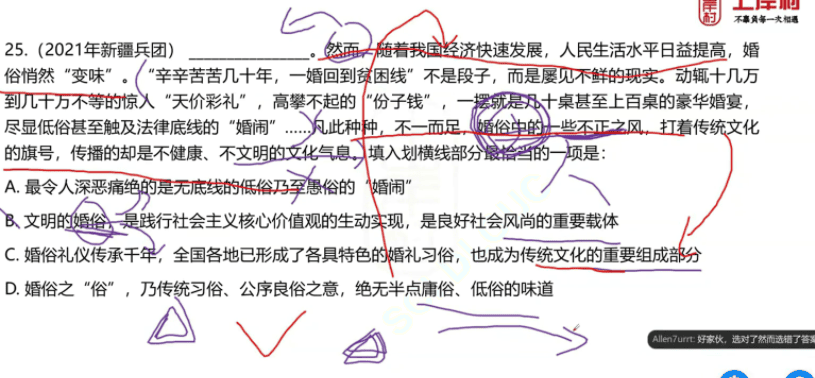 上岸村
不辜负每一次相遇
25.（2021年新疆兵团）_______________。然而，随着我国经济快速发展，人民生活水平日益提高，婚
俗悄然“变味”。（“辛辛苦苦几十年，一婚回到贫困线”不是段子，而是屡见不鲜的现实。动辄十几万
到几十万不等的惊人“天价彩礼”，高攀不起的“份子钱”，一摆就是几十桌甚至上百桌的豪华婚宴，
尽显低俗甚至触及法律底线的“婚闹”……凡此种种，不一而足，婚俗中的一些不正之风，打着传统文化
的旗号，传播的却是不健康、不文明的文化气息。填入划横线部分最恰当的一项是：
A. 最令人深恶痛绝的是无底线的低俗乃至愚俗的“婚闹”
B. 文明的婚俗，是践行社会主义核心价值观的生动实现，是良好社会风尚的重要载体
C. 婚俗礼仪传承千年，全国各地已形成了各具特色的婚礼习俗，也成为传统文化的重要组成部分
D. 婚俗之“俗”，乃传统习俗、公序良俗之意，绝无半点庸俗、低俗的味道
Allen7urrt: 好家伙，选对了然而选错了答案